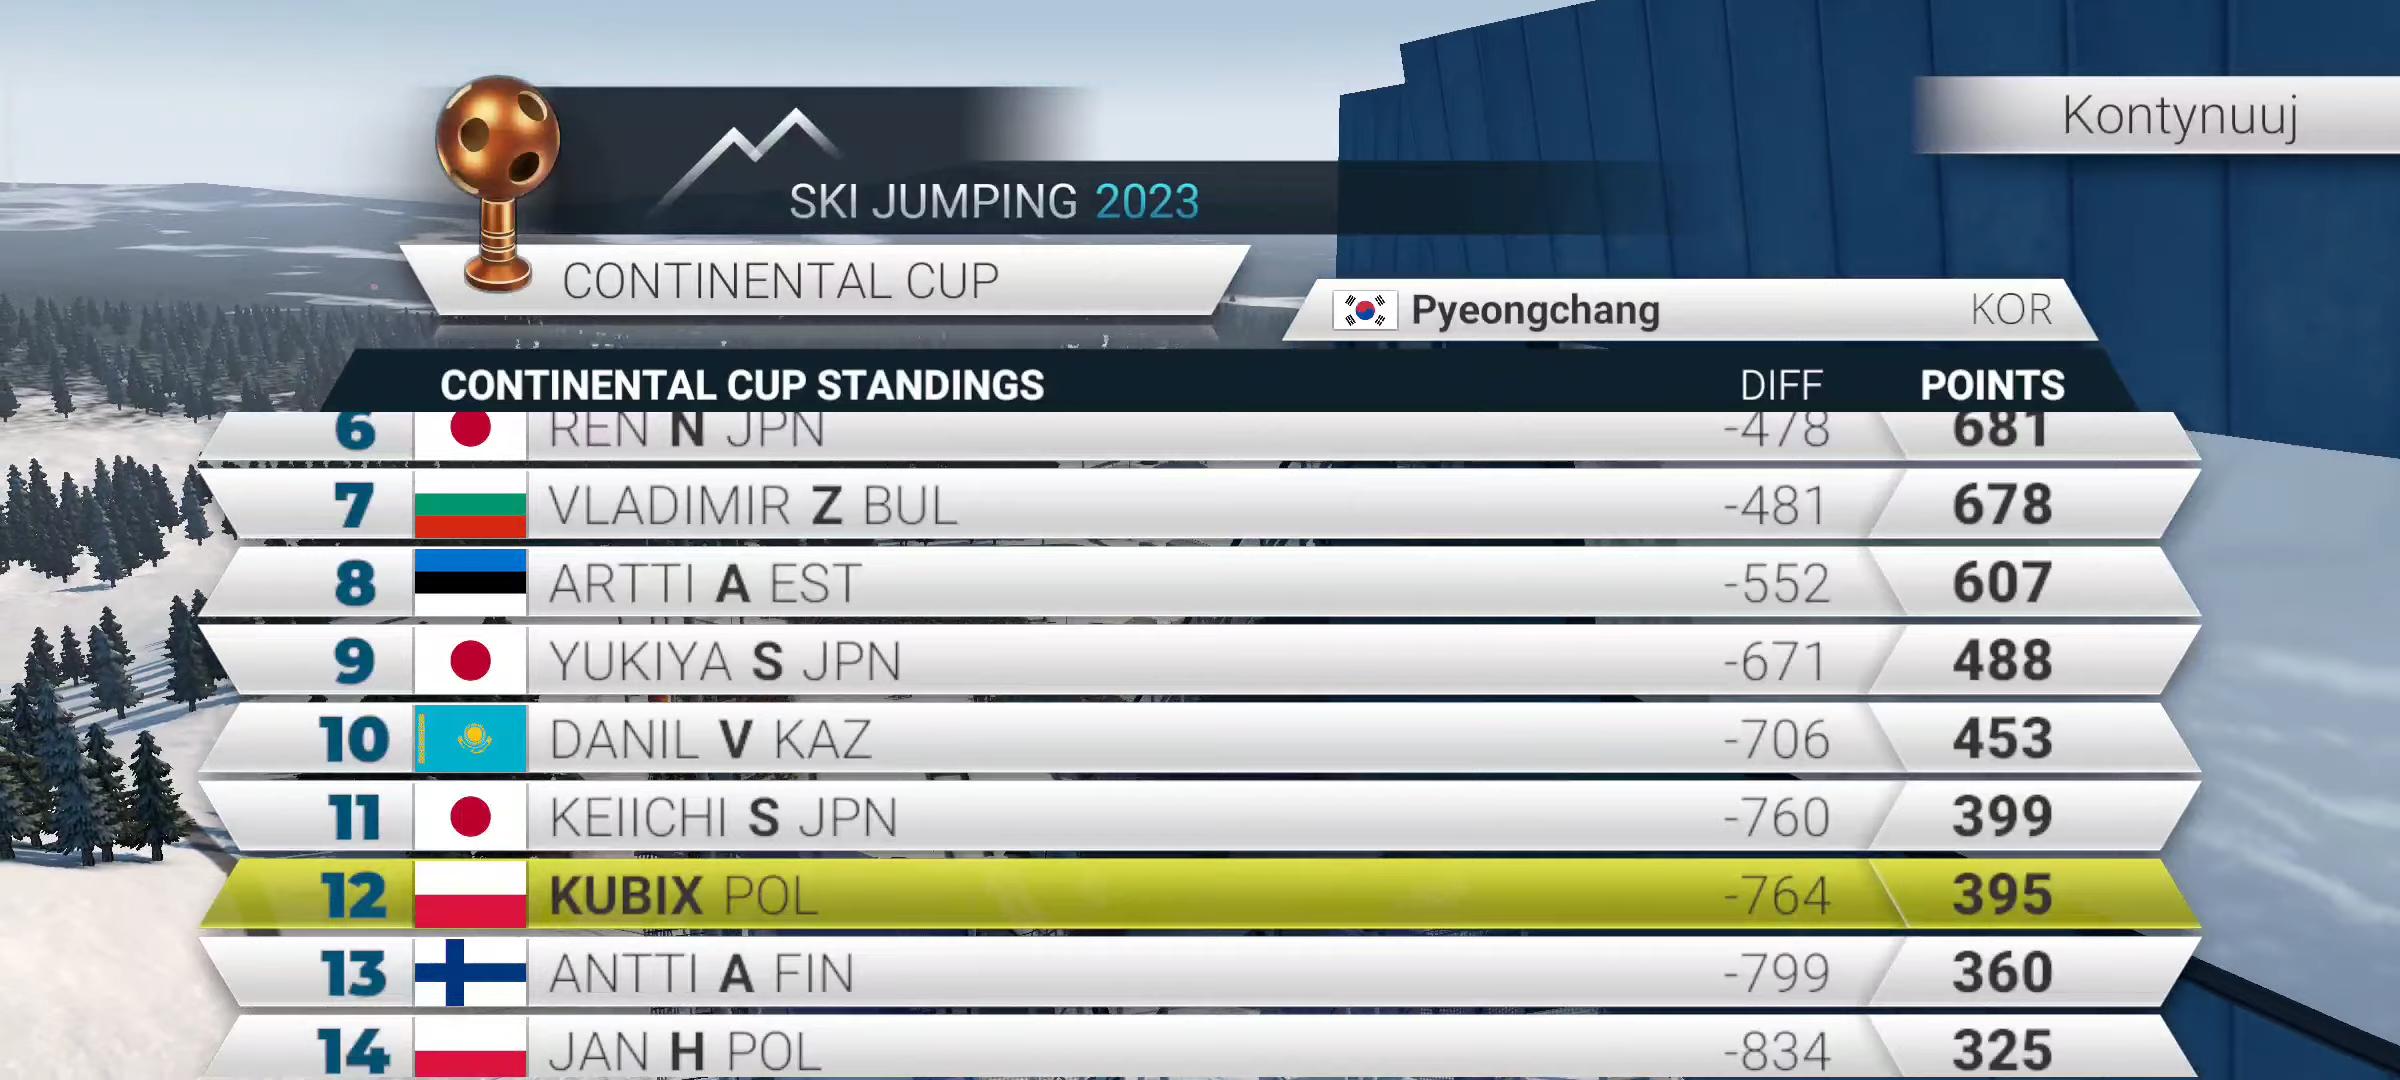 Kontynuuj
SKI JUMPING 2023
CONTINENTAL CUP
Pyeongchang KOR
CONTINENTAL CUP STANDINGS DIFF POINTS
6 REN N JPN -478 681
7 VLADIMIR Z BUL -481 678
8 ARTTI A EST -552 607
9 YUKIYA S JPN -671 488
10 DANIL V KAZ -706 453
11 KEIICHI S JPN -760 399
12 KUBIX POL -764 395
13 ANTTI A FIN -799 360
14 JAN H POL -834 325